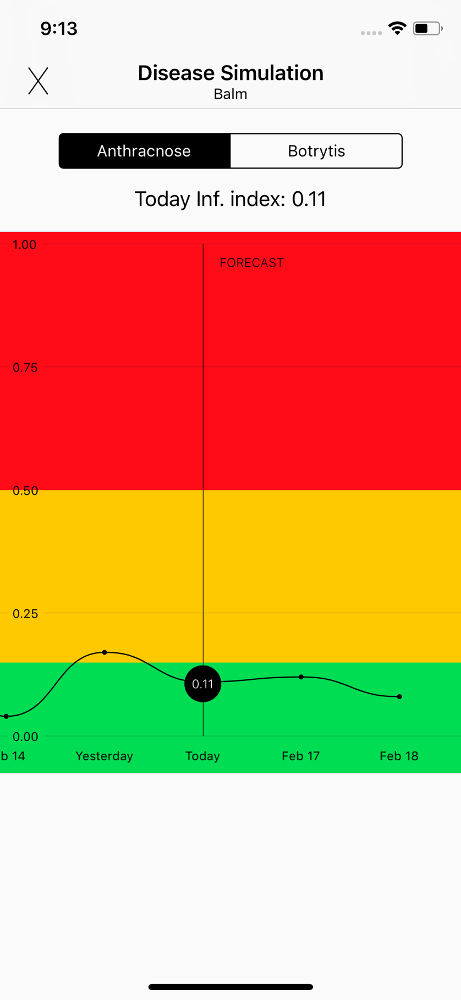 9:13
Disease Simulation
Balm
Anthracnose Botrytis
Today Inf. index: 0.11
1.00
FORECAST
0.75
0.50
0.25
0.11
0.00
b 14 Yesterday Today Feb 17 Feb 18